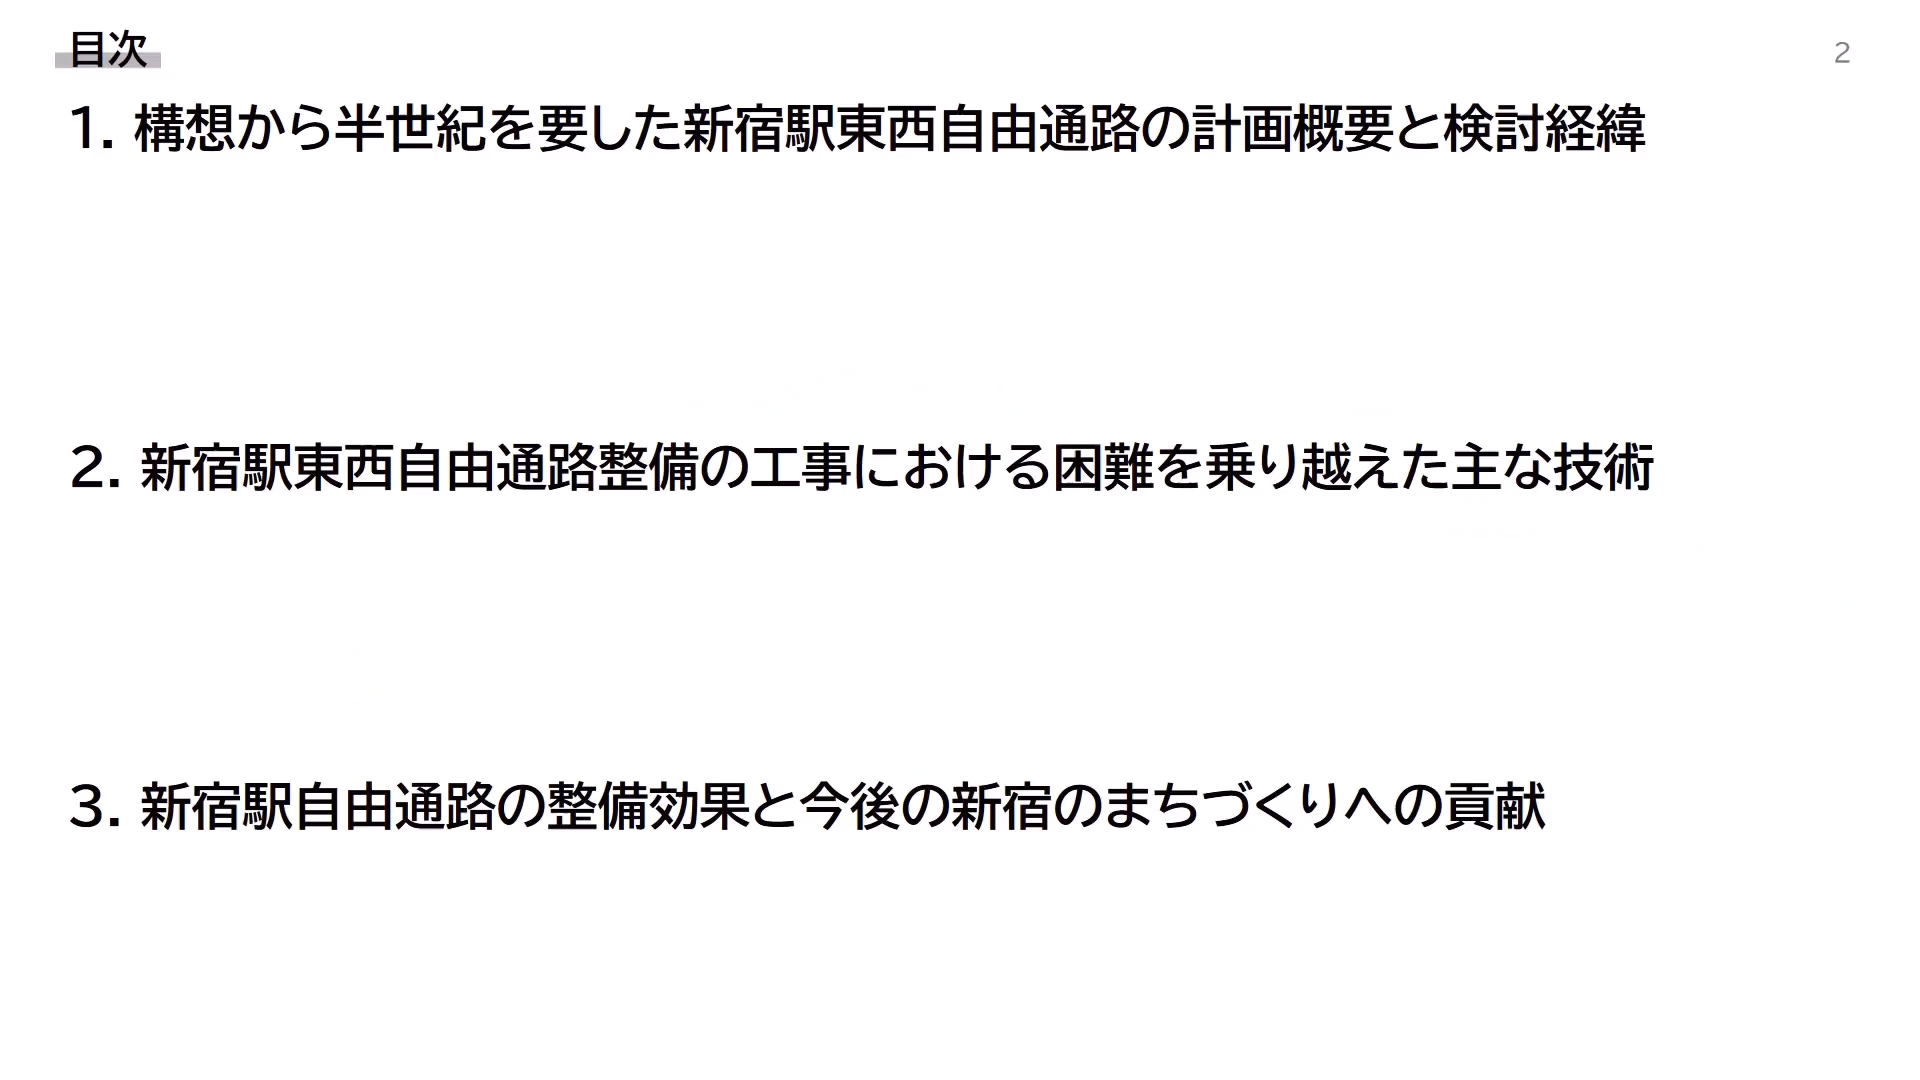 目次
2
1. 構想から半世紀を要した新宿駅東西自由通路の計画概要と検討経緯
2. 新宿駅東西自由通路整備の工事における困難を乗り越えた主な技術
3. 新宿駅自由通路の整備効果と今後の新宿のまちづくりへの貢献